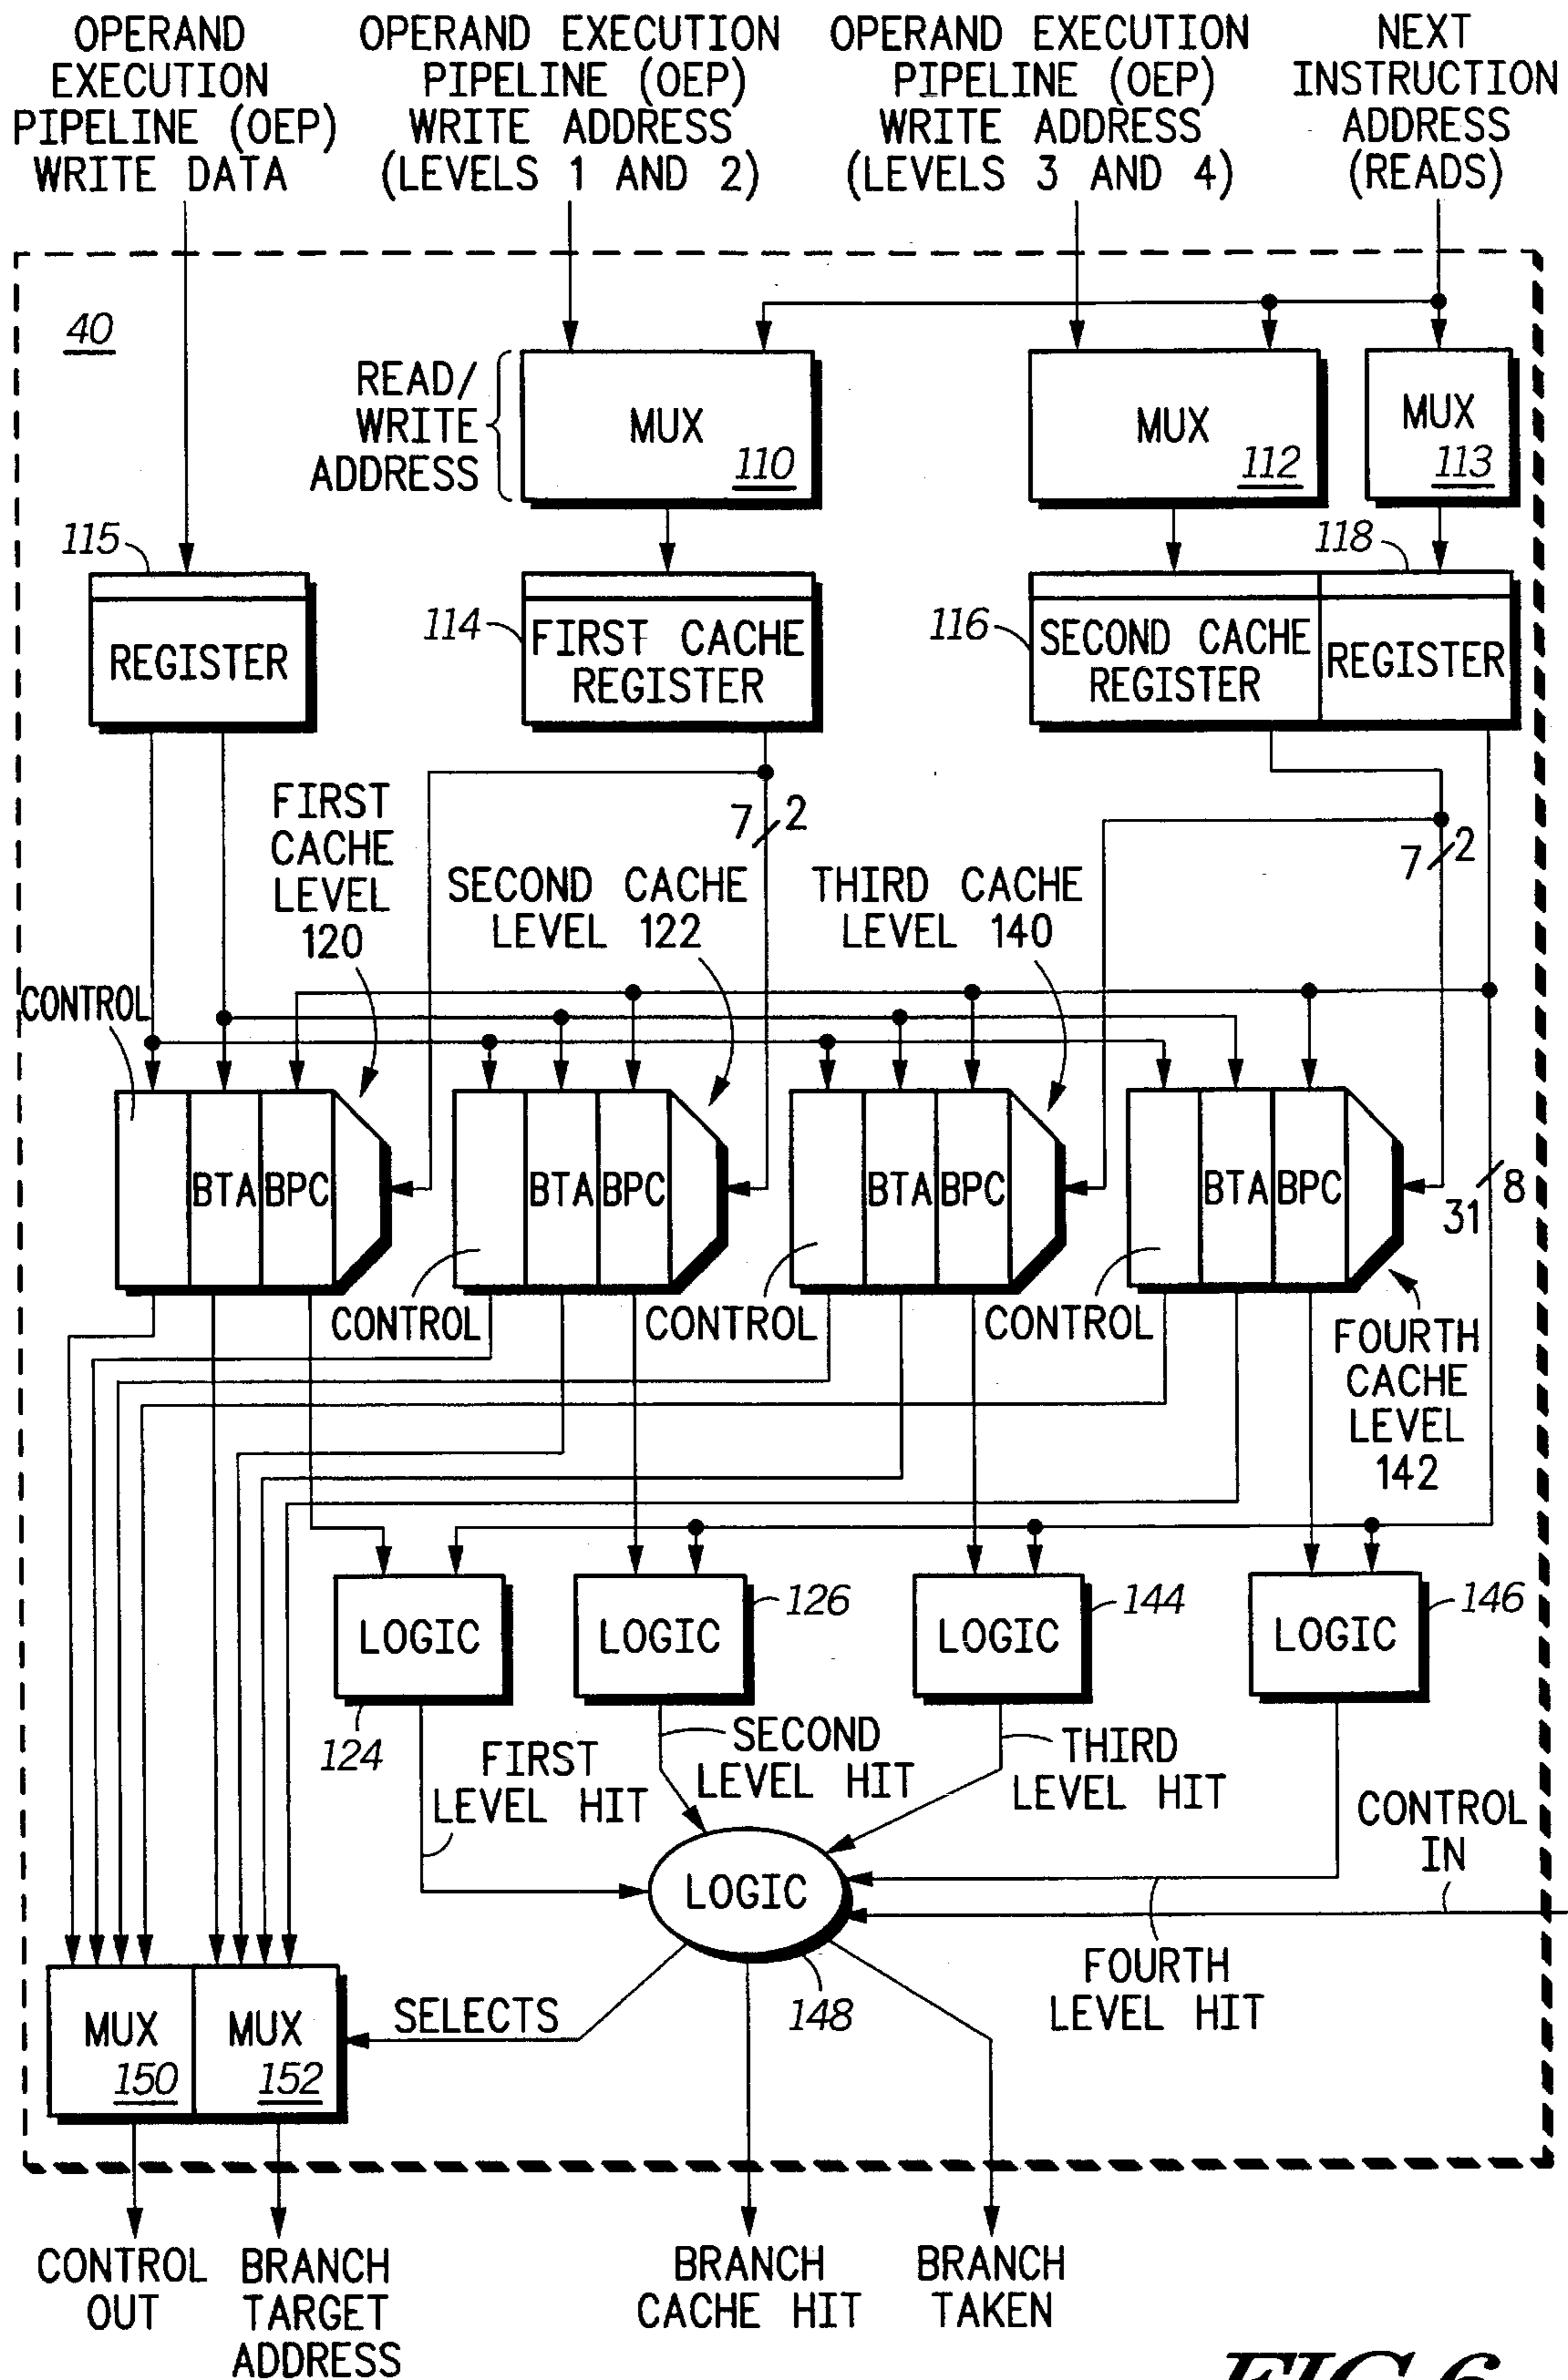 OPERAND
EXECUTION
PIPELINE (OEP)
WRITE DATA
OPERAND EXECUTION
PIPELINE (OEP)
WRITE ADDRESS
(LEVELS 1 AND 2)
OPERAND EXECUTION
PIPELINE (OEP)
WRITE ADDRESS
(LEVELS 3 AND 4)
NEXT
INSTRUCTION
ADDRESS
(READS)
40
READ/
WRITE
ADDRESS
MUX
110
MUX
112
MUX
113
115
REGISTER
114
FIRST CACHE
REGISTER
116
SECOND CACHE
REGISTER
118
REGISTER
FIRST
CACHE
LEVEL
120
7/2
SECOND CACHE
LEVEL 122
THIRD CACHE
LEVEL 140
7/2
CONTROL
BTA BPC
BTA BPC
BTA BPC
BTA BPC
31/8
CONTROL
CONTROL
CONTROL
FOURTH
CACHE
LEVEL
142
LOGIC
124
LOGIC
126
LOGIC
144
LOGIC
146
FIRST
LEVEL HIT
SECOND
LEVEL HIT
THIRD
LEVEL HIT
CONTROL
IN
LOGIC
148
FOURTH
LEVEL HIT
SELECTS
MUX
150
MUX
152
CONTROL
OUT
BRANCH
TARGET
ADDRESS
BRANCH
CACHE HIT
BRANCH
TAKEN
FIG.6